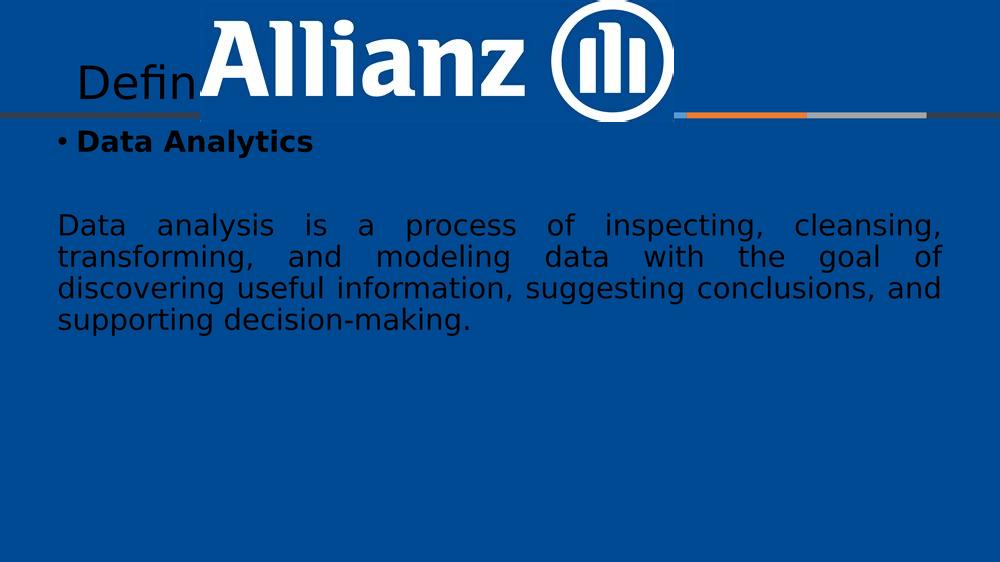 Allianz
Defin
• Data Analytics
Data analysis is a process of inspecting, cleansing,
transforming, and modeling data with the goal of
discovering useful information, suggesting conclusions, and
supporting decision-making.